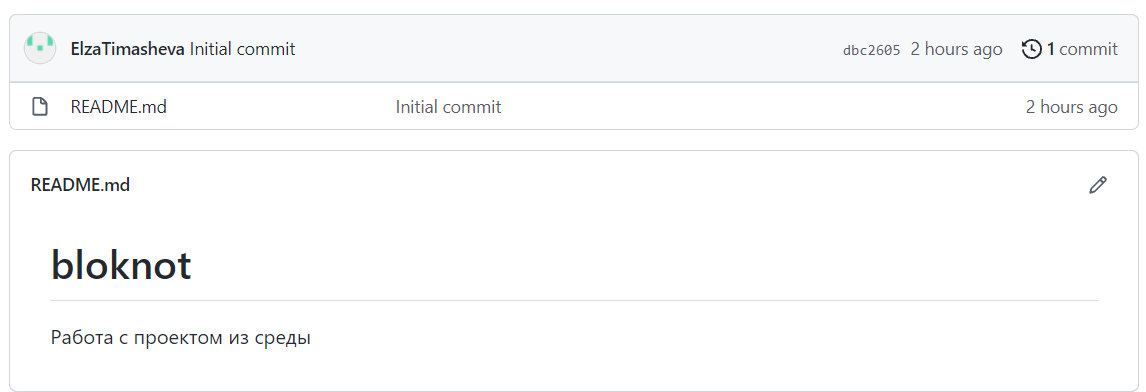 ElzaTimasheva Initial commit dbc2605 2 hours ago 1 commit
README.md Initial commit 2 hours ago
README.md
bloknot
Работа с проектом из среды